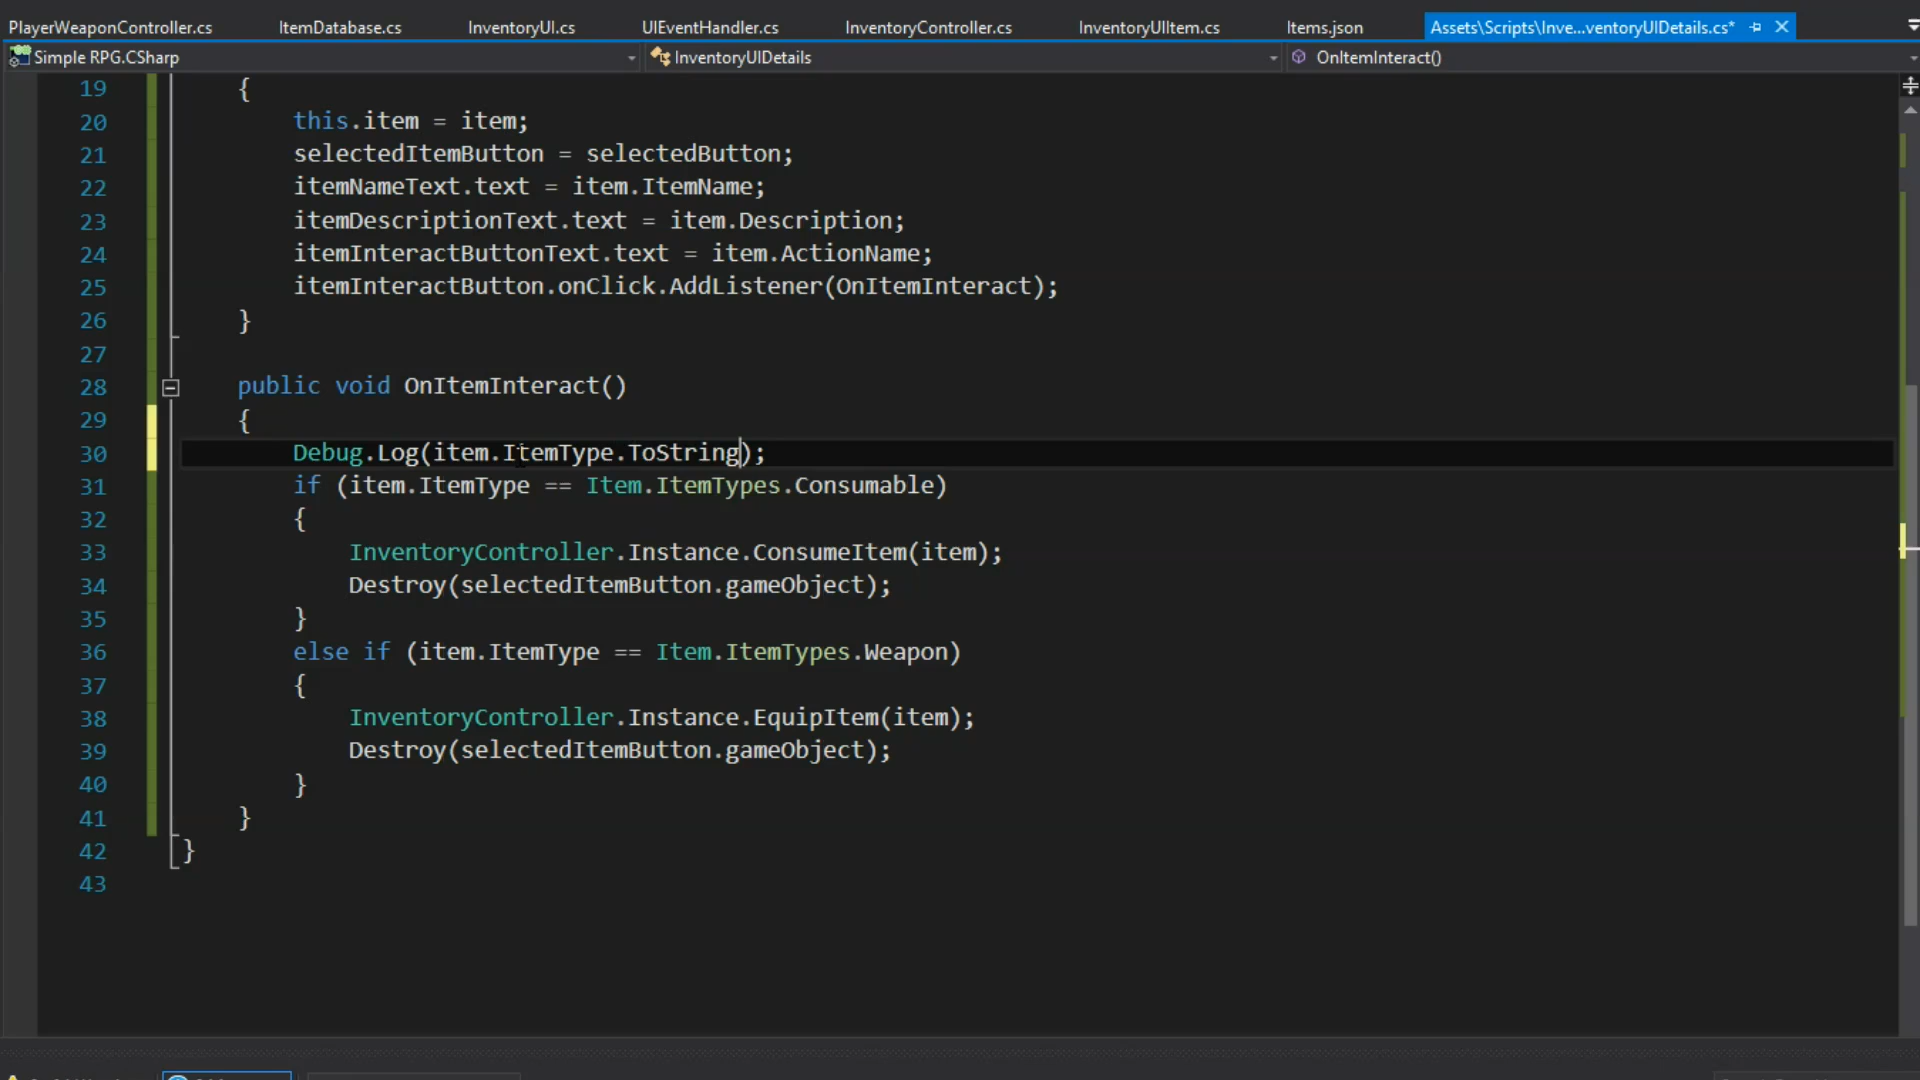 PlayerWeaponController.cs ItemDatabase.cs InventoryUI.cs UIEventHandler.cs InventoryController.cs InventoryUIItem.cs Items.json Assets\Scripts\Inve...ventoryUIDetails.cs*
Simple RPG.CSharp InventoryUIDetails OnItemInteract()
19 {
20 this.item = item;
21 selectedItemButton = selectedButton;
22 itemNameText.text = item.ItemName;
23 itemDescriptionText.text = item.Description;
24 itemInteractButtonText.text = item.ActionName;
25 itemInteractButton.onClick.AddListener(OnItemInteract);
26 }
27
28 public void OnItemInteract()
29 {
30 Debug.Log(item.ItemType.ToString);
31 if (item.ItemType == Item.ItemTypes.Consumable)
32 {
33 InventoryController.Instance.ConsumeItem(item);
34 Destroy(selectedItemButton.gameObject);
35 }
36 else if (item.ItemType == Item.ItemTypes.Weapon)
37 {
38 InventoryController.Instance.EquipItem(item);
39 Destroy(selectedItemButton.gameObject);
40 }
41 }
42 }
43